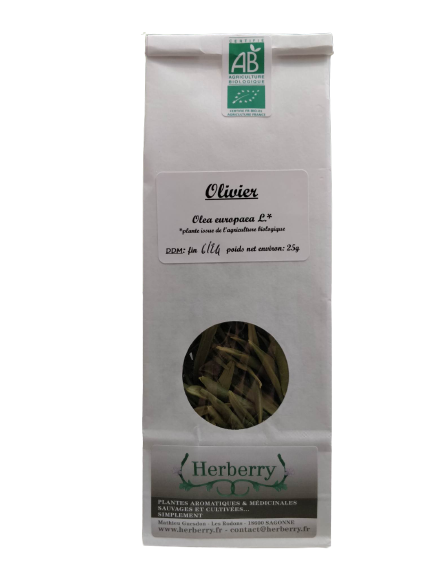 CERTIFIÉ
AB
AGRICULTURE
BIOLOGIQUE
Olivier
Olea europaea L.*
*plante issue de l'agriculture biologique
DDM: fin 6/24 poids net environ: 25g
Herberry
PLANTES AROMATIQUES & MÉDICINALES
SAUVAGES ET CULTIVÉES...
SIMPLEMENT
www.herberry.fr - contact@herberry.fr